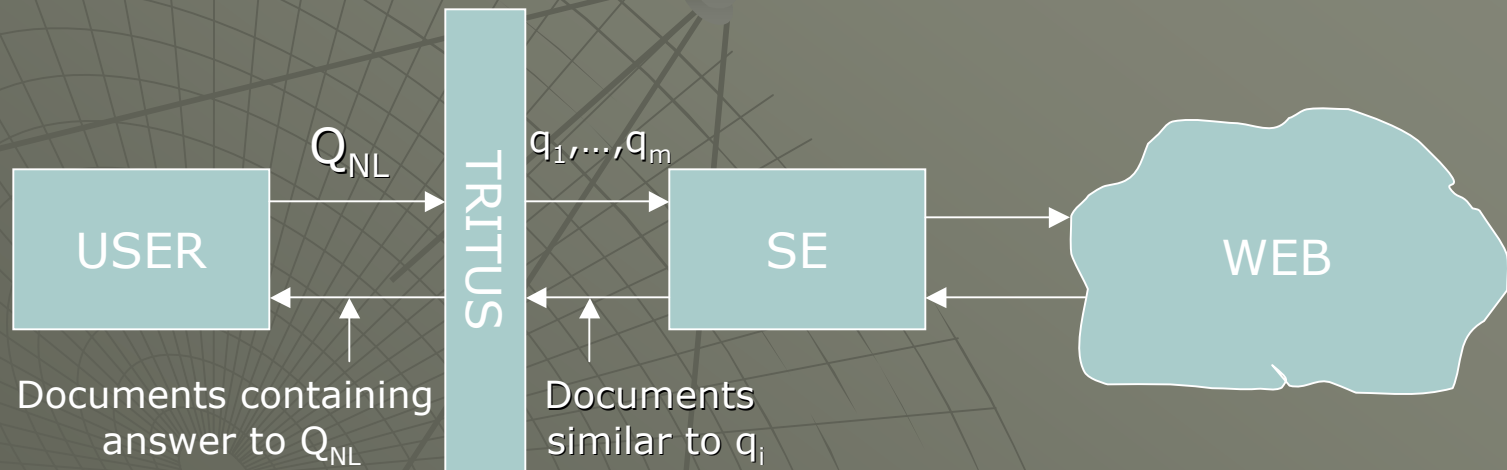 Q_NL
q_1,...,q_m
USER
TRITUS
SE
WEB
Documents containing
answer to Q_NL
Documents
similar to q_i